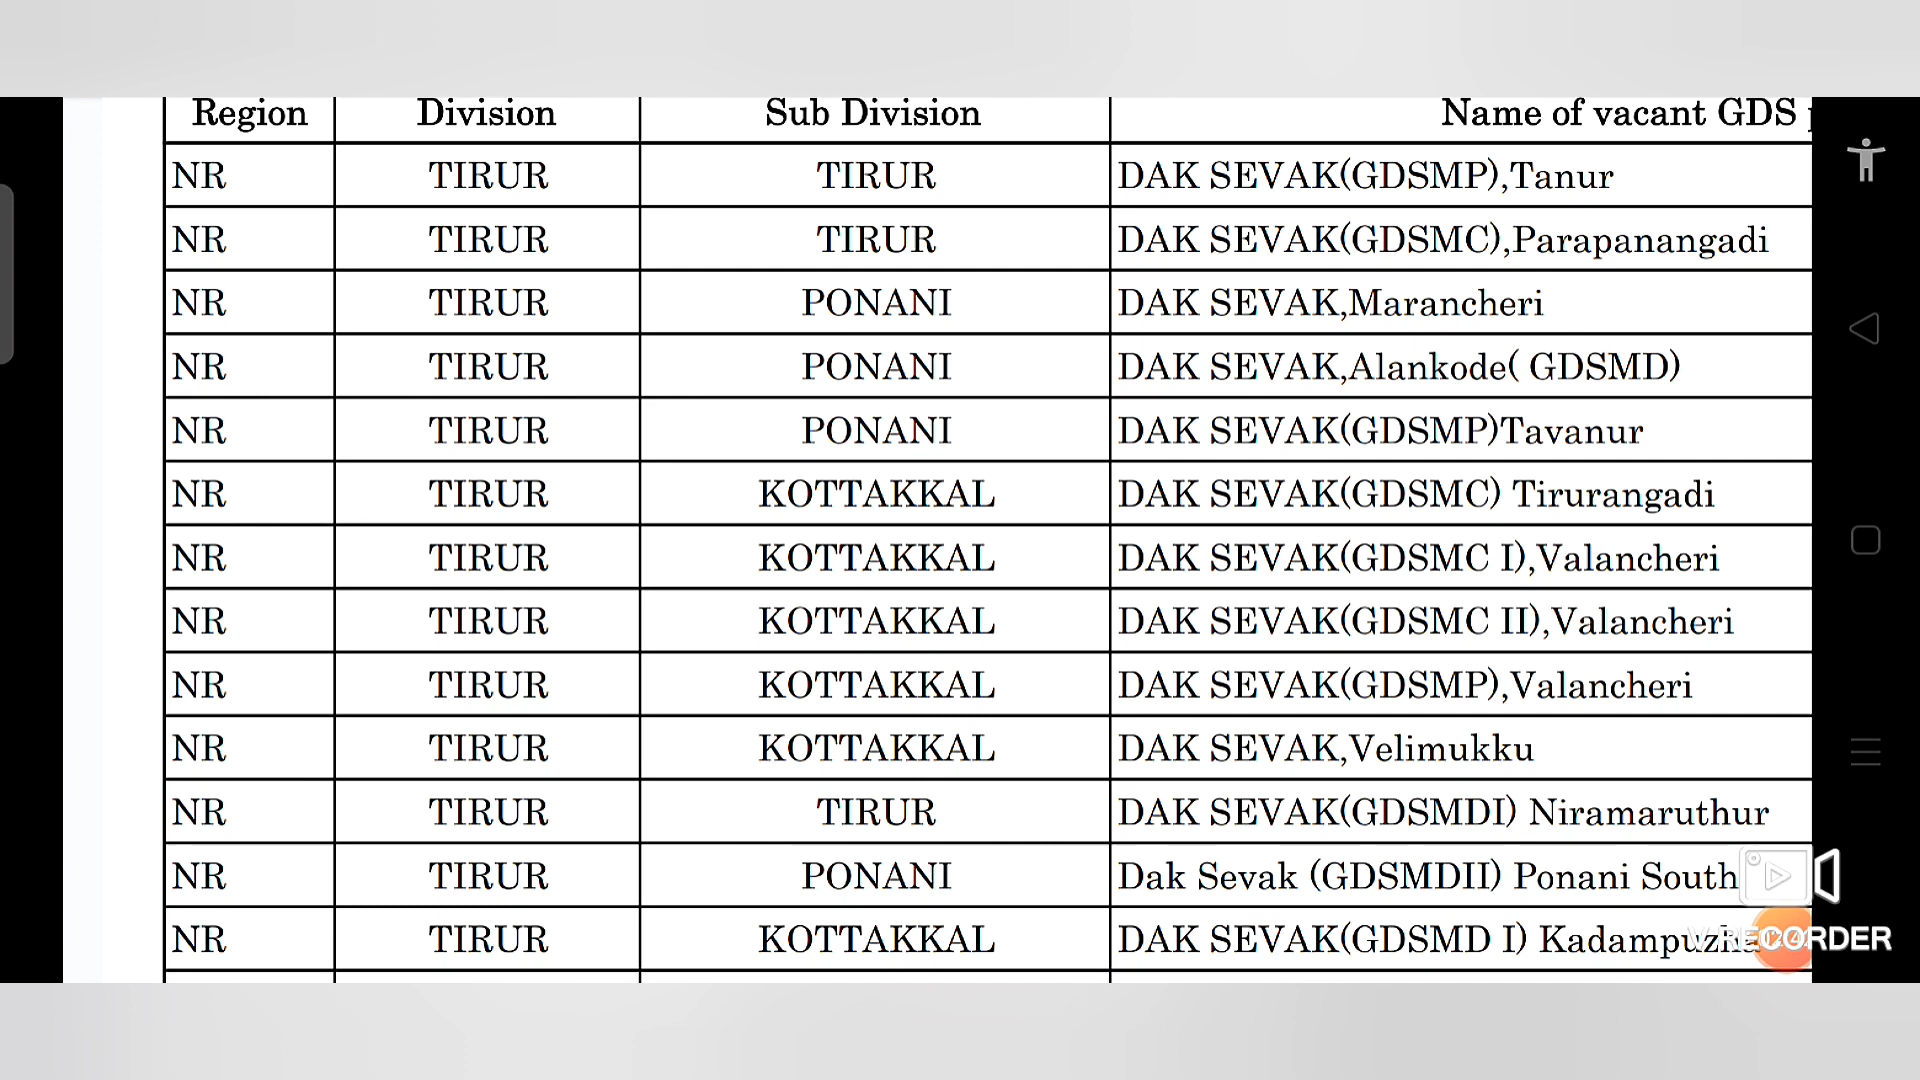 Region Division Sub Division Name of vacant GDS
NR TIRUR TIRUR DAK SEVAK(GDSMP),Tanur
NR TIRUR TIRUR DAK SEVAK(GDSMC),Parapanangadi
NR TIRUR PONANI DAK SEVAK,Marancheri
NR TIRUR PONANI DAK SEVAK,Alankode( GDSMD)
NR TIRUR PONANI DAK SEVAK(GDSMP)Tavanur
NR TIRUR KOTTAKKAL DAK SEVAK(GDSMC) Tirurangadi
NR TIRUR KOTTAKKAL DAK SEVAK(GDSMC I),Valancheri
NR TIRUR KOTTAKKAL DAK SEVAK(GDSMC II),Valancheri
NR TIRUR KOTTAKKAL DAK SEVAK(GDSMP),Valancheri
NR TIRUR KOTTAKKAL DAK SEVAK,Velimukku
NR TIRUR TIRUR DAK SEVAK(GDSMDI) Niramaruthur
NR TIRUR PONANI Dak Sevak (GDSMDII) Ponani South
NR TIRUR KOTTAKKAL DAK SEVAK(GDSMD I)
V.RECORDER